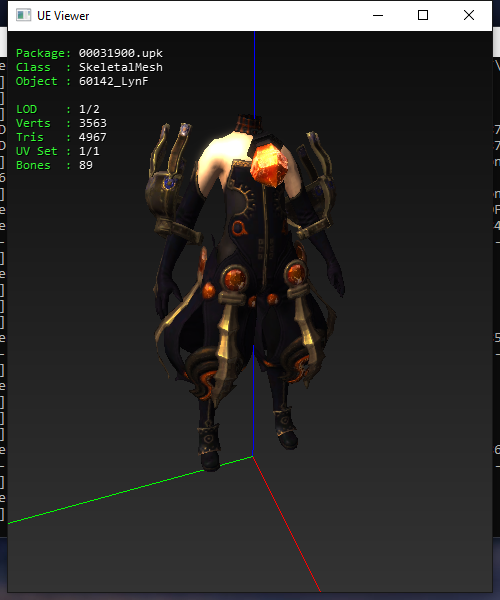 UE Viewer
Package: 00031900.upk
Class : SkeletalMesh
Object : 60142_LynF
LOD : 1/2
Verts : 3563
Tris : 4967
UV Set : 1/1
Bones : 89